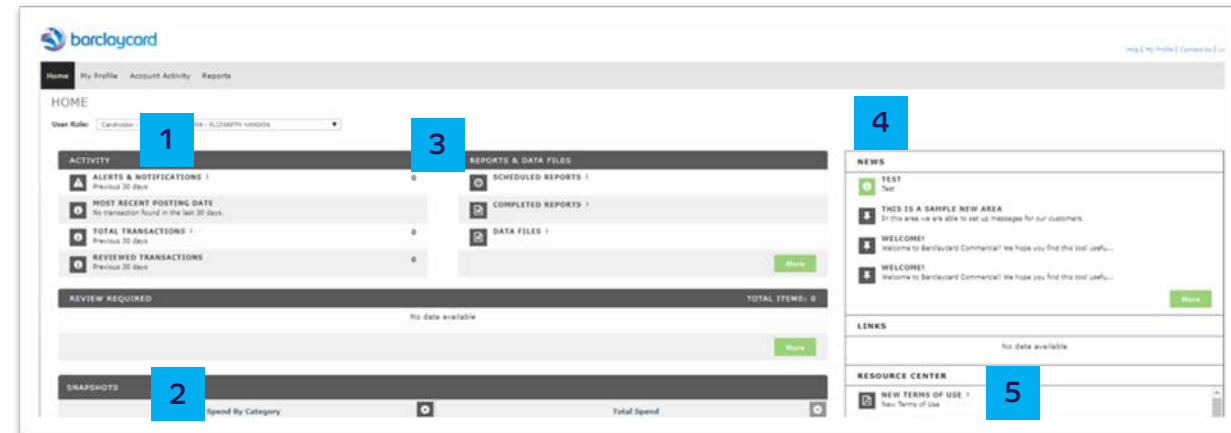 barclaycard
Help | My Profile | Contact Us |
Home My Profile Account Activity Reports
HOME
User Role: Cardholder -
1
3
4
ACTIVITY
ALERTS & NOTIFICATIONS › 0
Previous 30 days
MOST RECENT POSTING DATE
No transaction found in the last 30 days.
TOTAL TRANSACTIONS › 0
Previous 30 days
REVIEWED TRANSACTIONS 0
Previous 30 days
REPORTS & DATA FILES
SCHEDULED REPORTS ›
COMPLETED REPORTS ›
DATA FILES ›
More
REVIEW REQUIRED TOTAL ITEMS: 0
No data available
More
SNAPSHOTS
2
Spend By Category Total Spend
NEWS
TEST
Test
THIS IS A SAMPLE NEW AREA
In this area we are able to set up messages for our customers.
WELCOME!
Welcome to Barclaycard Commercial! We hope you find this tool usefu...
WELCOME!
Welcome to Barclaycard Commercial! We hope you find this tool usefu...
More
LINKS
No data available
RESOURCE CENTER
5
NEW TERMS OF USE ›
New Terms of Use